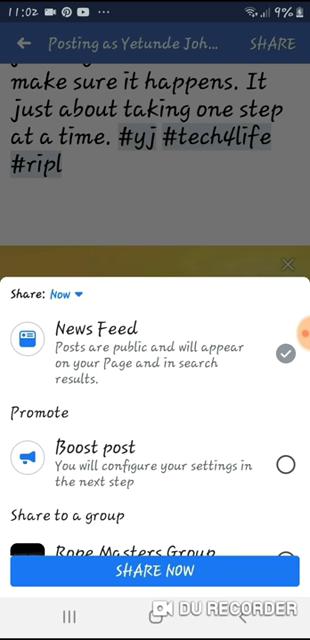 11:02
9%
Posting as Yetunde Joh...
SHARE
make sure it happens. It
just about taking one step
at a time. #yj #tech4life
#ripl
Share: Now
News Feed
Posts are public and will appear
on your Page and in search
results.
Promote
Boost post
You will configure your settings in
the next step
Share to a group
Rope Masters Group
SHARE NOW
DU RECORDER